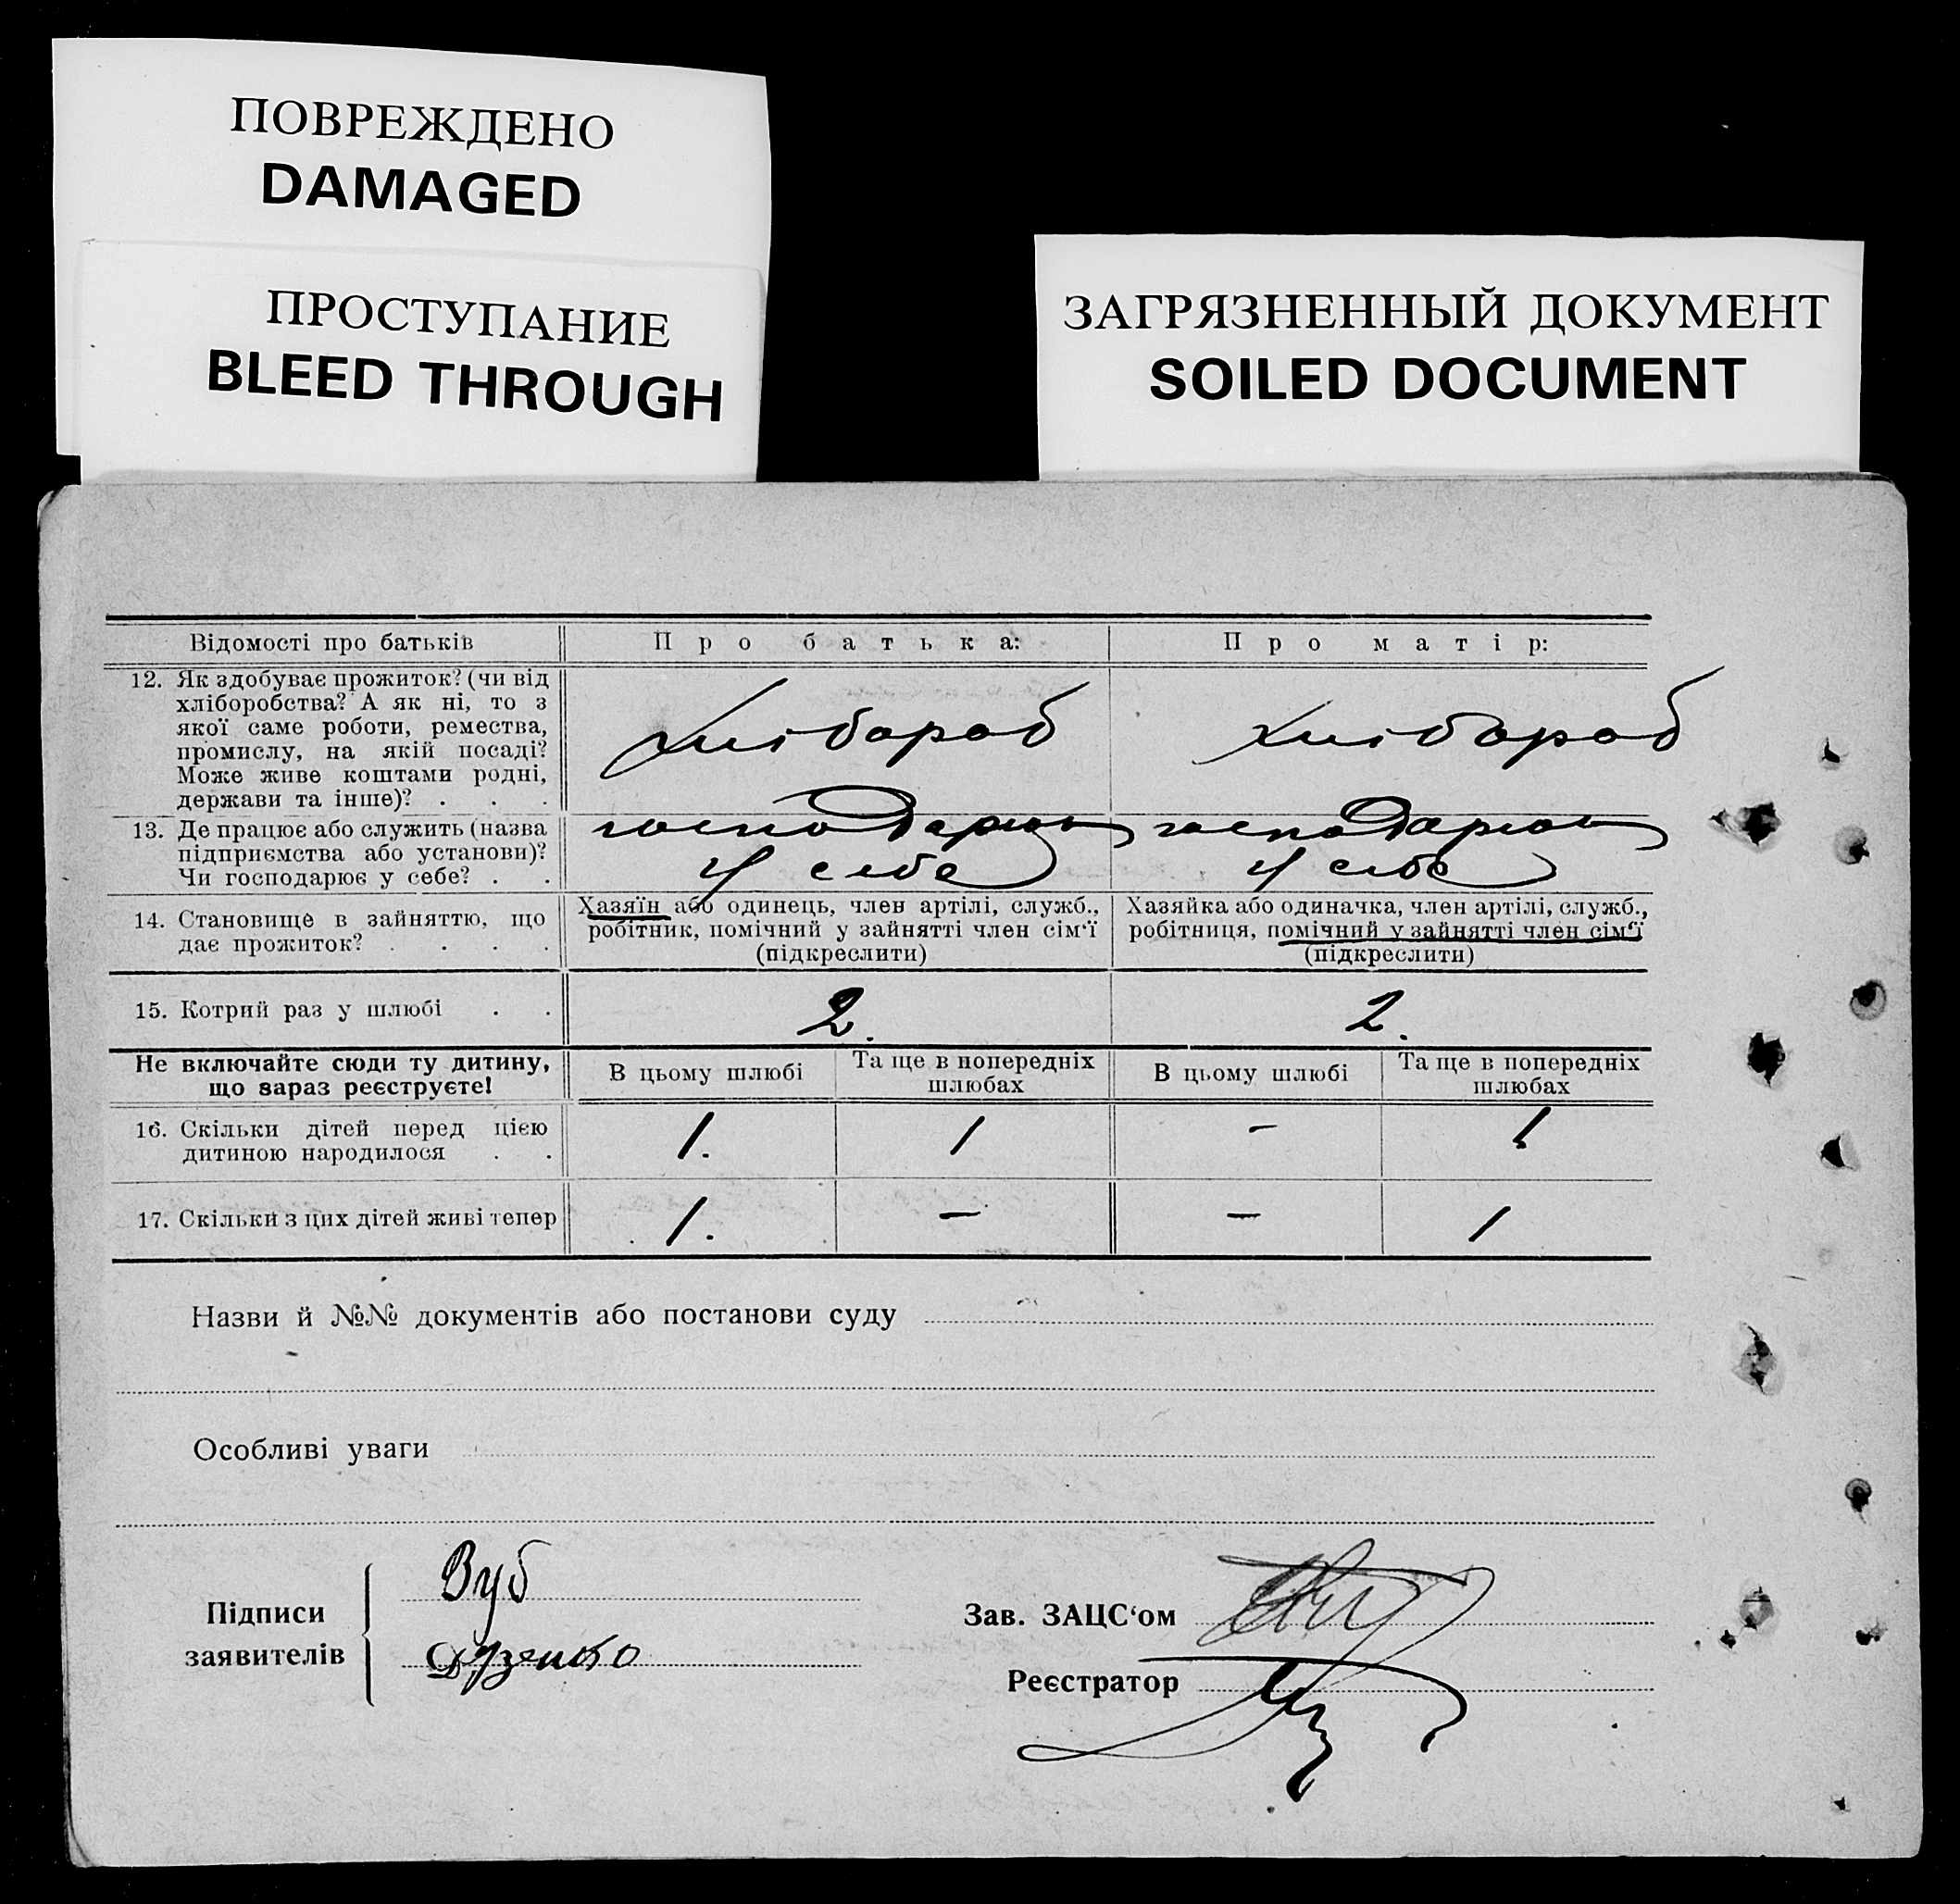 ПОВРЕЖДЕНО
DAMAGED
ПРОСТУПАНИЕ
BLEED THROUGH
ЗАГРЯЗНЕННЫЙ ДОКУМЕНТ
SOILED DOCUMENT
Відомості про батьків
Про батька:
Про матір:
12. Як здобуває прожиток? (чи від
хліборобства? А як ні, то з
якої саме роботи, ремества,
промислу, на якій посаді?
Може живе коштами родні,
держави та інше)? . . .
хлібороб
хлібороб
13. Де працює або служить (назва
підприємства або установи)?
Чи господарює у себе? . .
господарює
у себе
господарює
у себе
14. Становище в зайняттю, що
дає прожиток? . . . .
Хазяїн або одинець, член артілі, служб.,
робітник, помічний у зайнятті член сім‘ї
(підкреслити)
Хазяйка або одиначка, член артілі, служб.,
робітниця, помічний у зайнятті член сім‘ї
(підкреслити)
15. Котрий раз у шлюбі . .
2.
2.
Не включайте сюди ту дитину,
що зараз реєструєте!
В цьому шлюбі
Та ще в попередніх
шлюбах
В цьому шлюбі
Та ще в попередніх
шлюбах
16. Скільки дітей перед цією
дитиною народилося . .
1.
1
-
1
17. Скільки з цих дітей живі тепер
1.
—
—
1
Назви й №№ документів або постанови суду
Особливі уваги
Підписи
заявителів
Зуб
Зав. ЗАЦС‘ом
Реєстратор